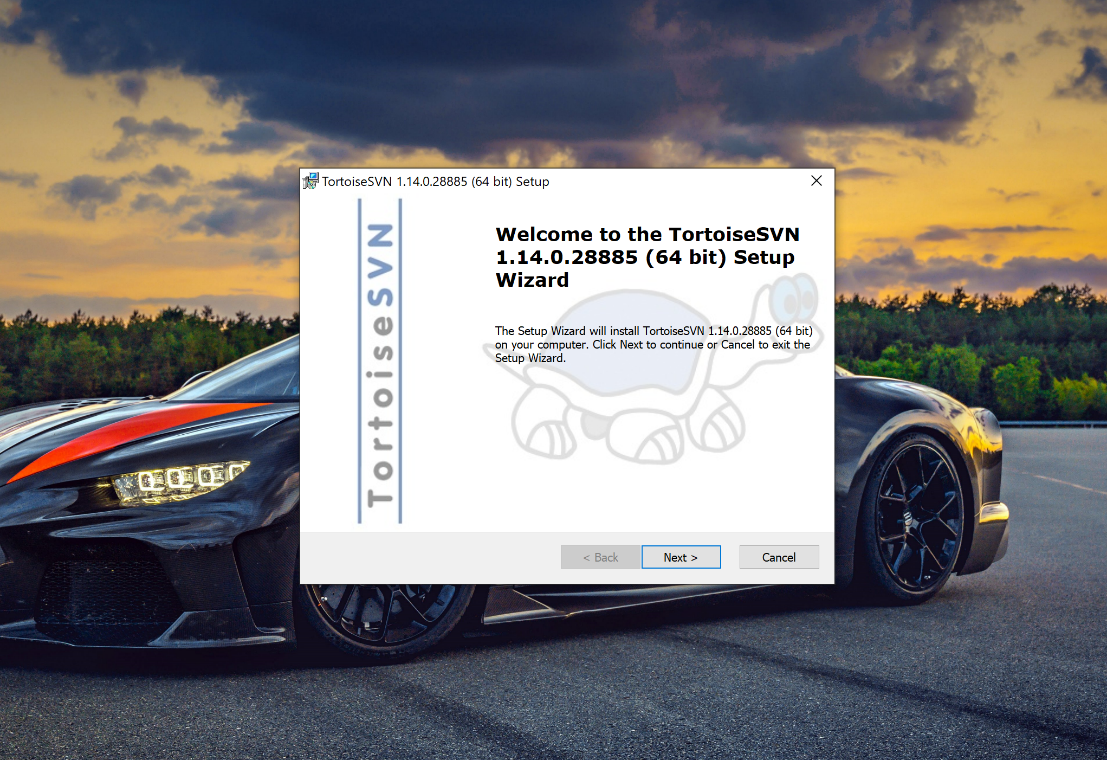 TortoiseSVN 1.14.0.28885 (64 bit) Setup
TortoiseSVN
Welcome to the TortoiseSVN
1.14.0.28885 (64 bit) Setup
Wizard
The Setup Wizard will install TortoiseSVN 1.14.0.28885 (64 bit)
on your computer. Click Next to continue or Cancel to exit the
Setup Wizard.
< Back
Next >
Cancel